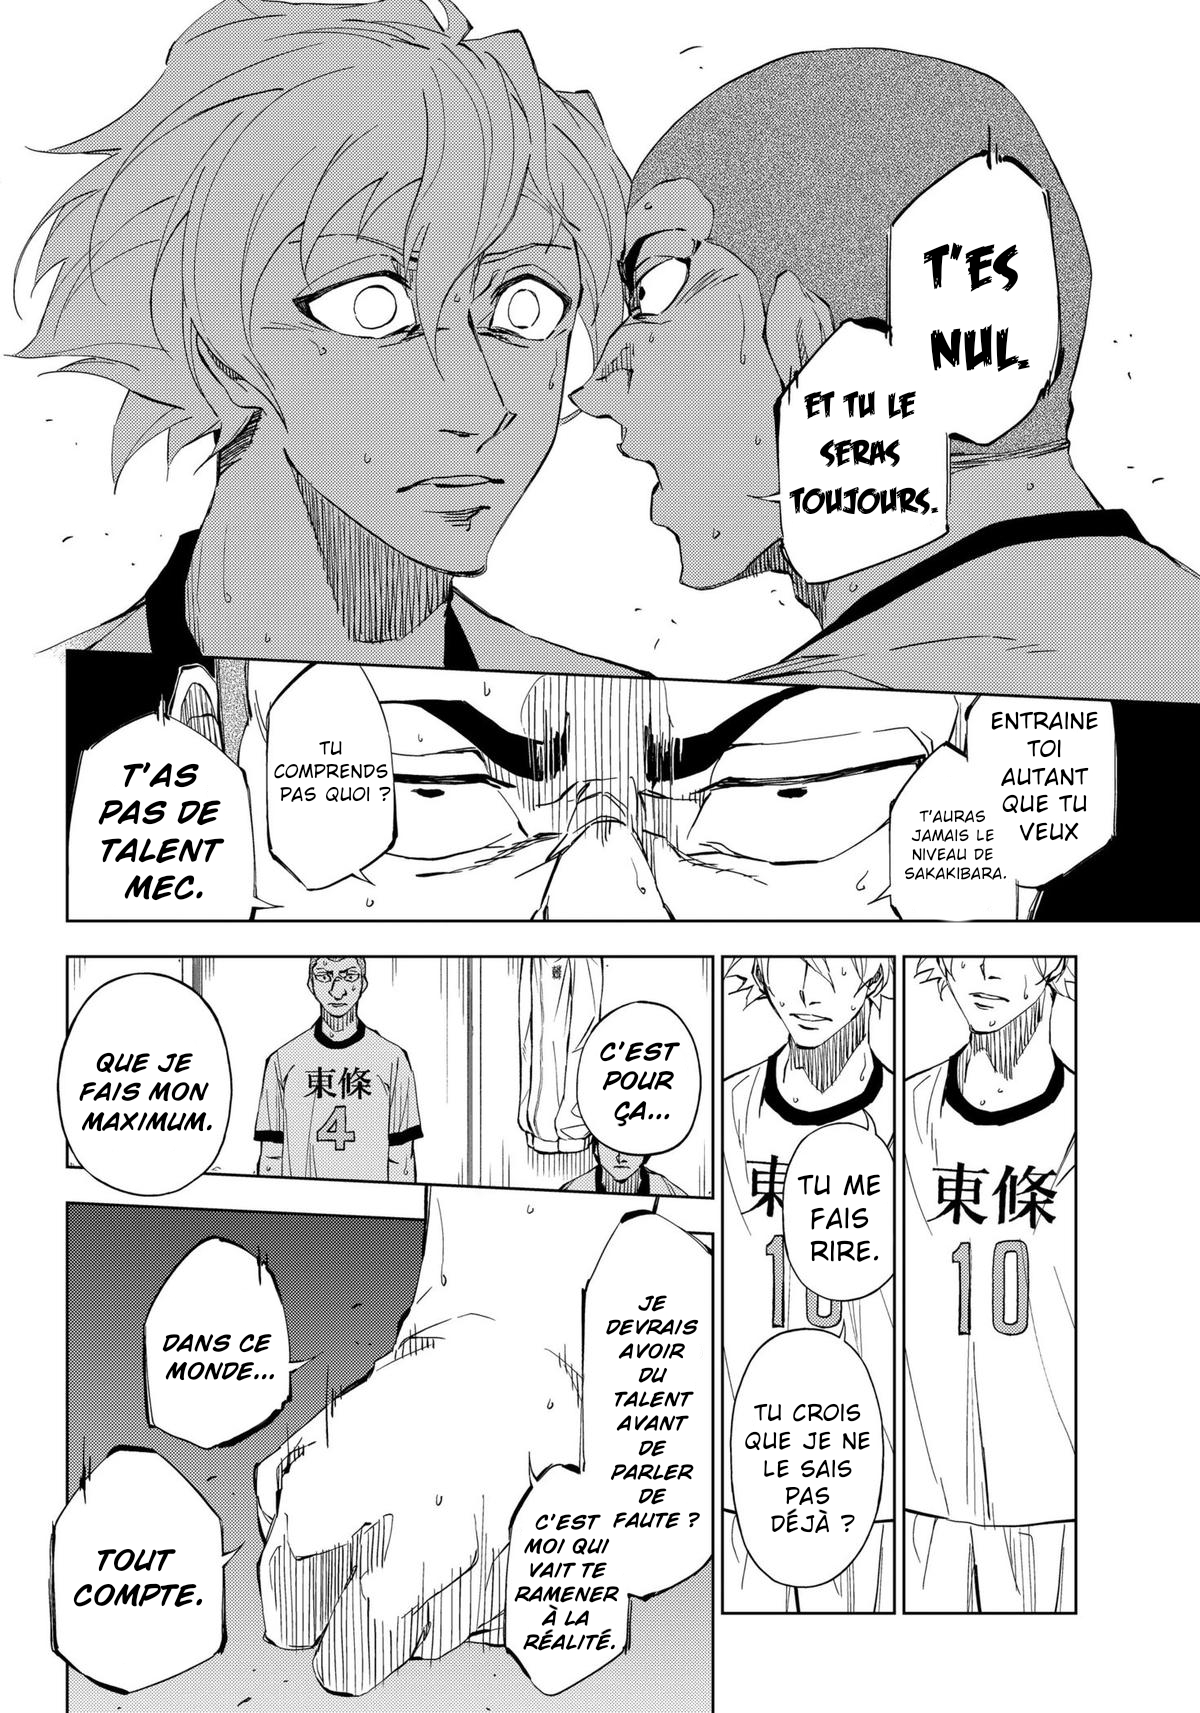 T'ES
NUL.
ET TU LE
SERAS
TOUJOURS.
ENTRAINE
TOI
AUTANT
QUE TU
VEUX
T'AURAS
JAMAIS LE
NIVEAU DE
SAKAKIBARA.
TU
COMPRENDS
PAS QUOI ?
T'AS
PAS DE
TALENT
MEC.
東條
10
東
10
TU ME
FAIS
RIRE.
TU CROIS
QUE JE NE
LE SAIS
PAS
DÉJÀ ?
C'EST
POUR
ÇA...
東條
4
QUE JE
FAIS MON
MAXIMUM.
JE
DEVRAIS
AVOIR
DU
TALENT
AVANT
DE
PARLER
DE
FAUTE ?
C'EST
MOI QUI
VAIT TE
RAMENER
À LA
RÉALITÉ.
DANS CE
MONDE...
TOUT
COMPTE.